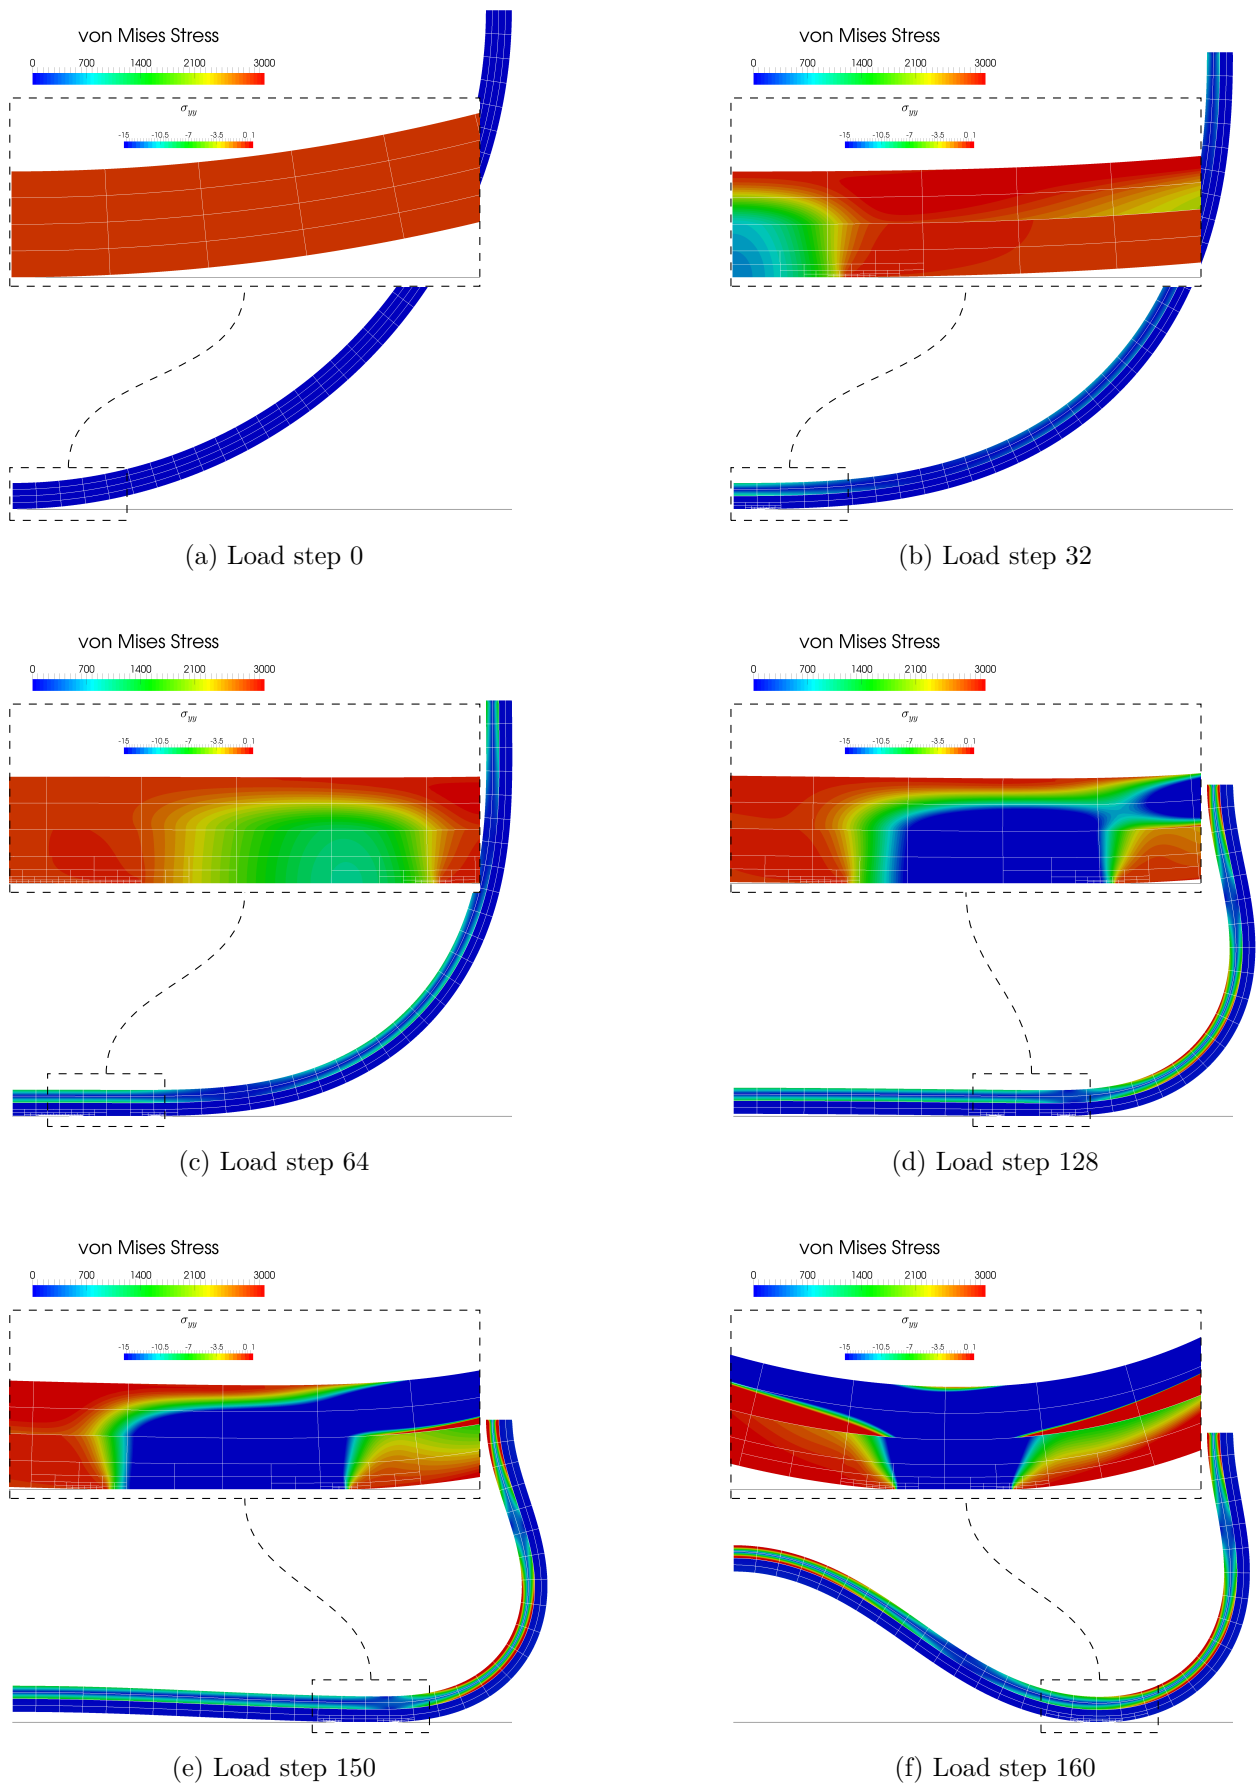 von Mises Stress
0 700 1400 2100 3000
σyy
-15 -10.5 -7 -3.5 0 1
(a) Load step 0
von Mises Stress
0 700 1400 2100 3000
σyy
-15 -10.5 -7 -3.5 0 1
(b) Load step 32
von Mises Stress
0 700 1400 2100 3000
σyy
-15 -10.5 -7 -3.5 0 1
(c) Load step 64
von Mises Stress
0 700 1400 2100 3000
σyy
-15 -10.5 -7 -3.5 0 1
(d) Load step 128
von Mises Stress
0 700 1400 2100 3000
σyy
-15 -10.5 -7 -3.5 0 1
(e) Load step 150
von Mises Stress
0 700 1400 2100 3000
σyy
-15 -10.5 -7 -3.5 0 1
(f) Load step 160